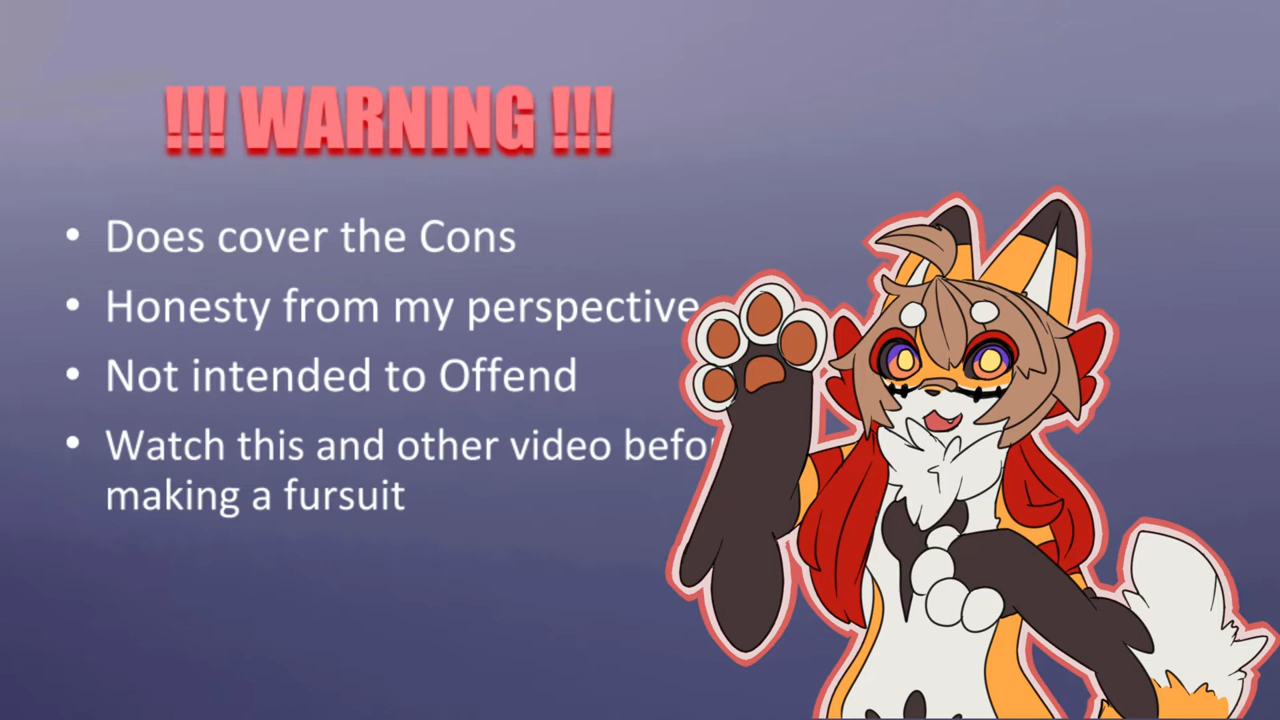 !!! WARNING !!!
• Does cover the Cons
• Honesty from my perspective
• Not intended to Offend
• Watch this and other video befo
making a fursuit